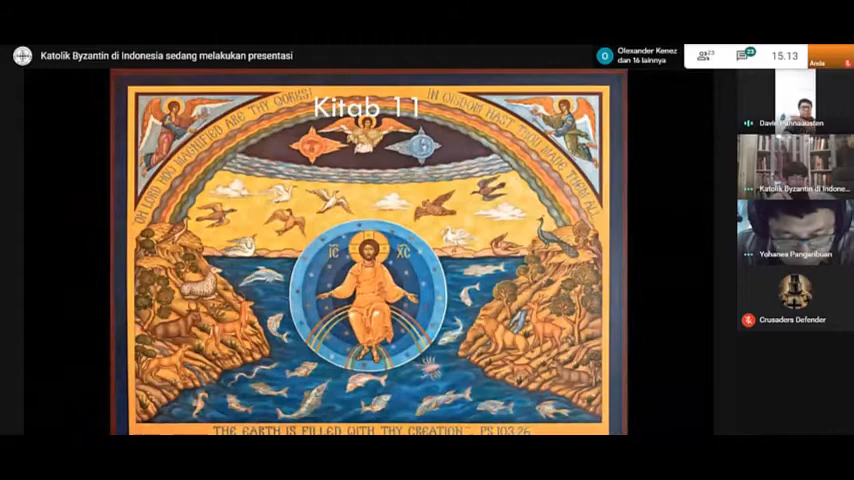 Katolik Byzantin di Indonesia sedang melakukan presentasi
O
Olexander Kenez
dan 16 lainnya
23
23
15.13
Anda
Kitab 11
OH LORD HOW MAGNIFIED ARE THY WORKS!
IN WISDOM HAST THOU MADE THEM ALL
IC
XC
THE EARTH IS FILLED WITH THY CREATION PS 103,26
Katolik Byzantin di Indone...
Yohanes Pangaribuan
Crusaders Defender